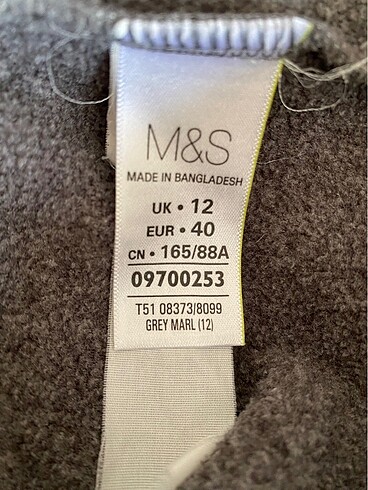 M&S
MADE IN BANGLADESH
UK • 12
EUR • 40
CN • 165/88A
09700253
T51 08373/8099
GREY MARL (12)